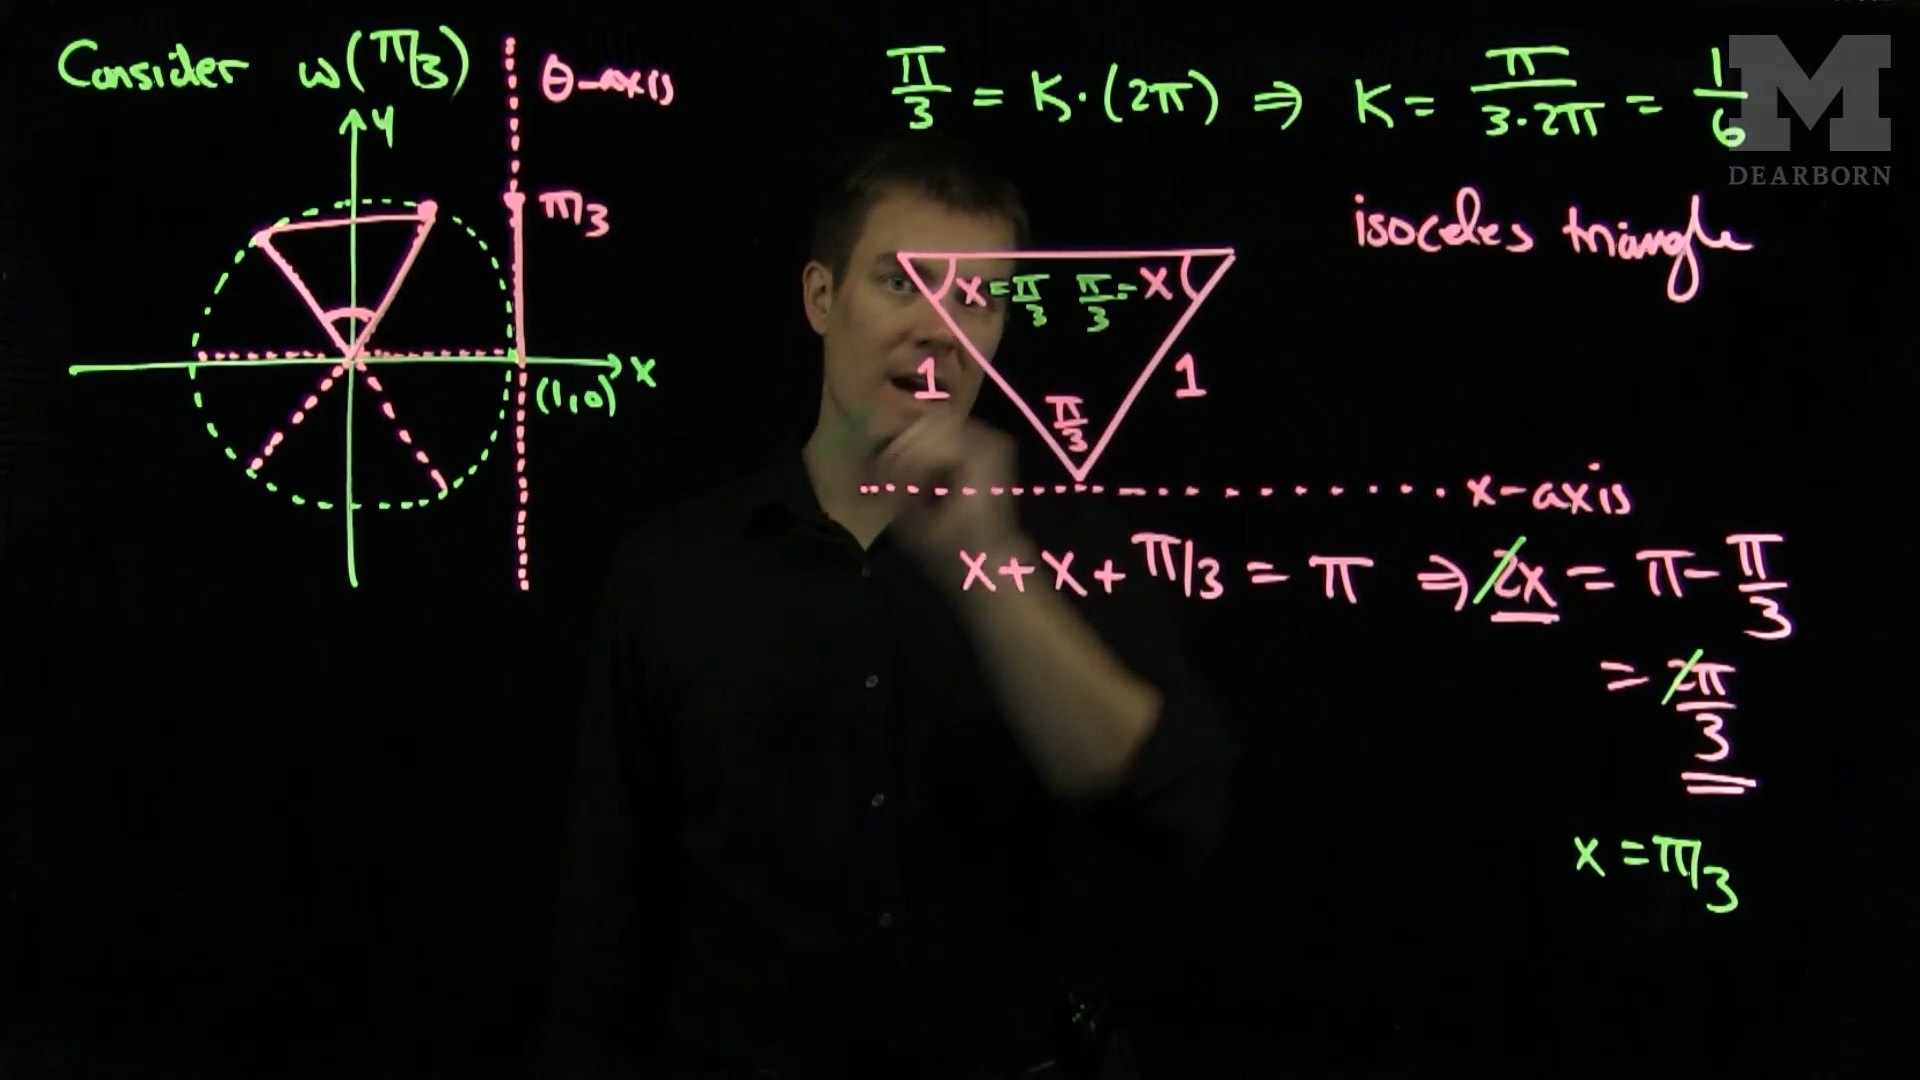 Consider w(π/3)
θ-axis
y
π/3
x
(1,0)
π/3 = K·(2π) ⇒ K = π/3·2π = 1/6
M
DEARBORN
isoceles triangle
x = π/3 π/3 = x
1 1
π/3
x-axis
x + x + π/3 = π ⇒ 2x = π - π/3
= 2π/3
x = π/3